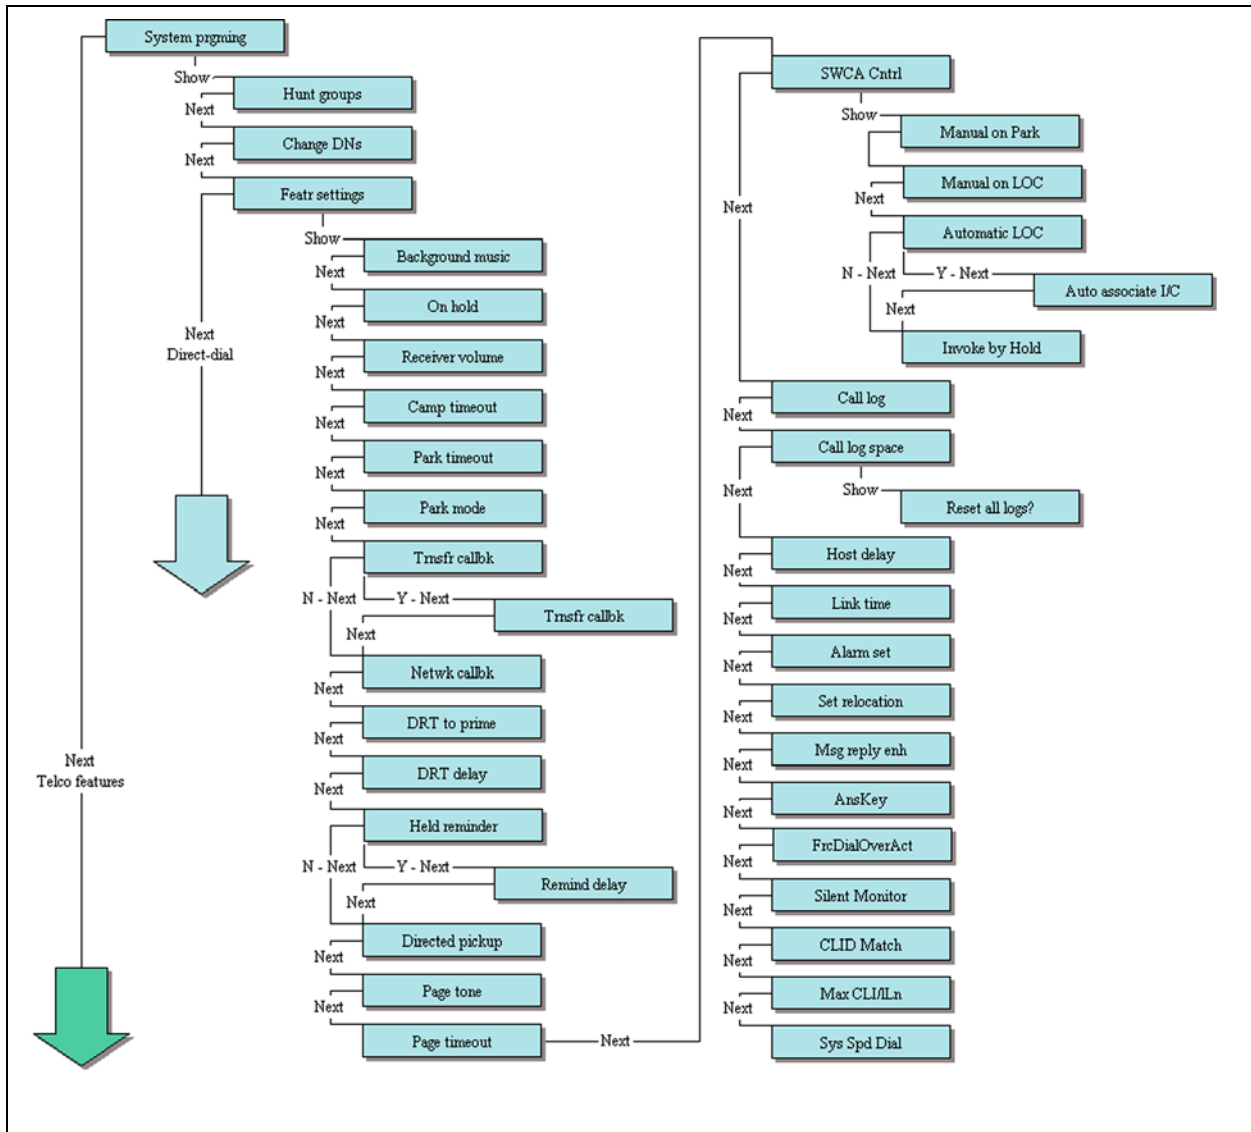 System prgming
Show
Hunt groups
Next
Change DNs
Next
Featr settings
Show
Background music
Next
On hold
Next
Receiver volume
Next
Camp timeout
Next
Park timeout
Next
Park mode
Next
Trnsfr callbk
N - Next
Y - Next
Trnsfr callbk
Next
Netwk callbk
Next
DRT to prime
Next
DRT delay
Next
Held reminder
N - Next
Y - Next
Remind delay
Next
Directed pickup
Next
Page tone
Next
Page timeout
Next
Next
Direct-dial
Next
Telco features
SWCA Cntrl
Show
Manual on Park
Manual on LOC
Next
Automatic LOC
N - Next
Y - Next
Auto associate I/C
Next
Invoke by Hold
Next
Call log
Next
Call log space
Show
Reset all logs?
Next
Host delay
Next
Link time
Next
Alarm set
Next
Set relocation
Next
Msg reply enh
Next
AnsKey
Next
FrcDialOverAct
Next
Silent Monitor
Next
CLID Match
Next
Max CLI/lLn
Next
Sys Spd Dial